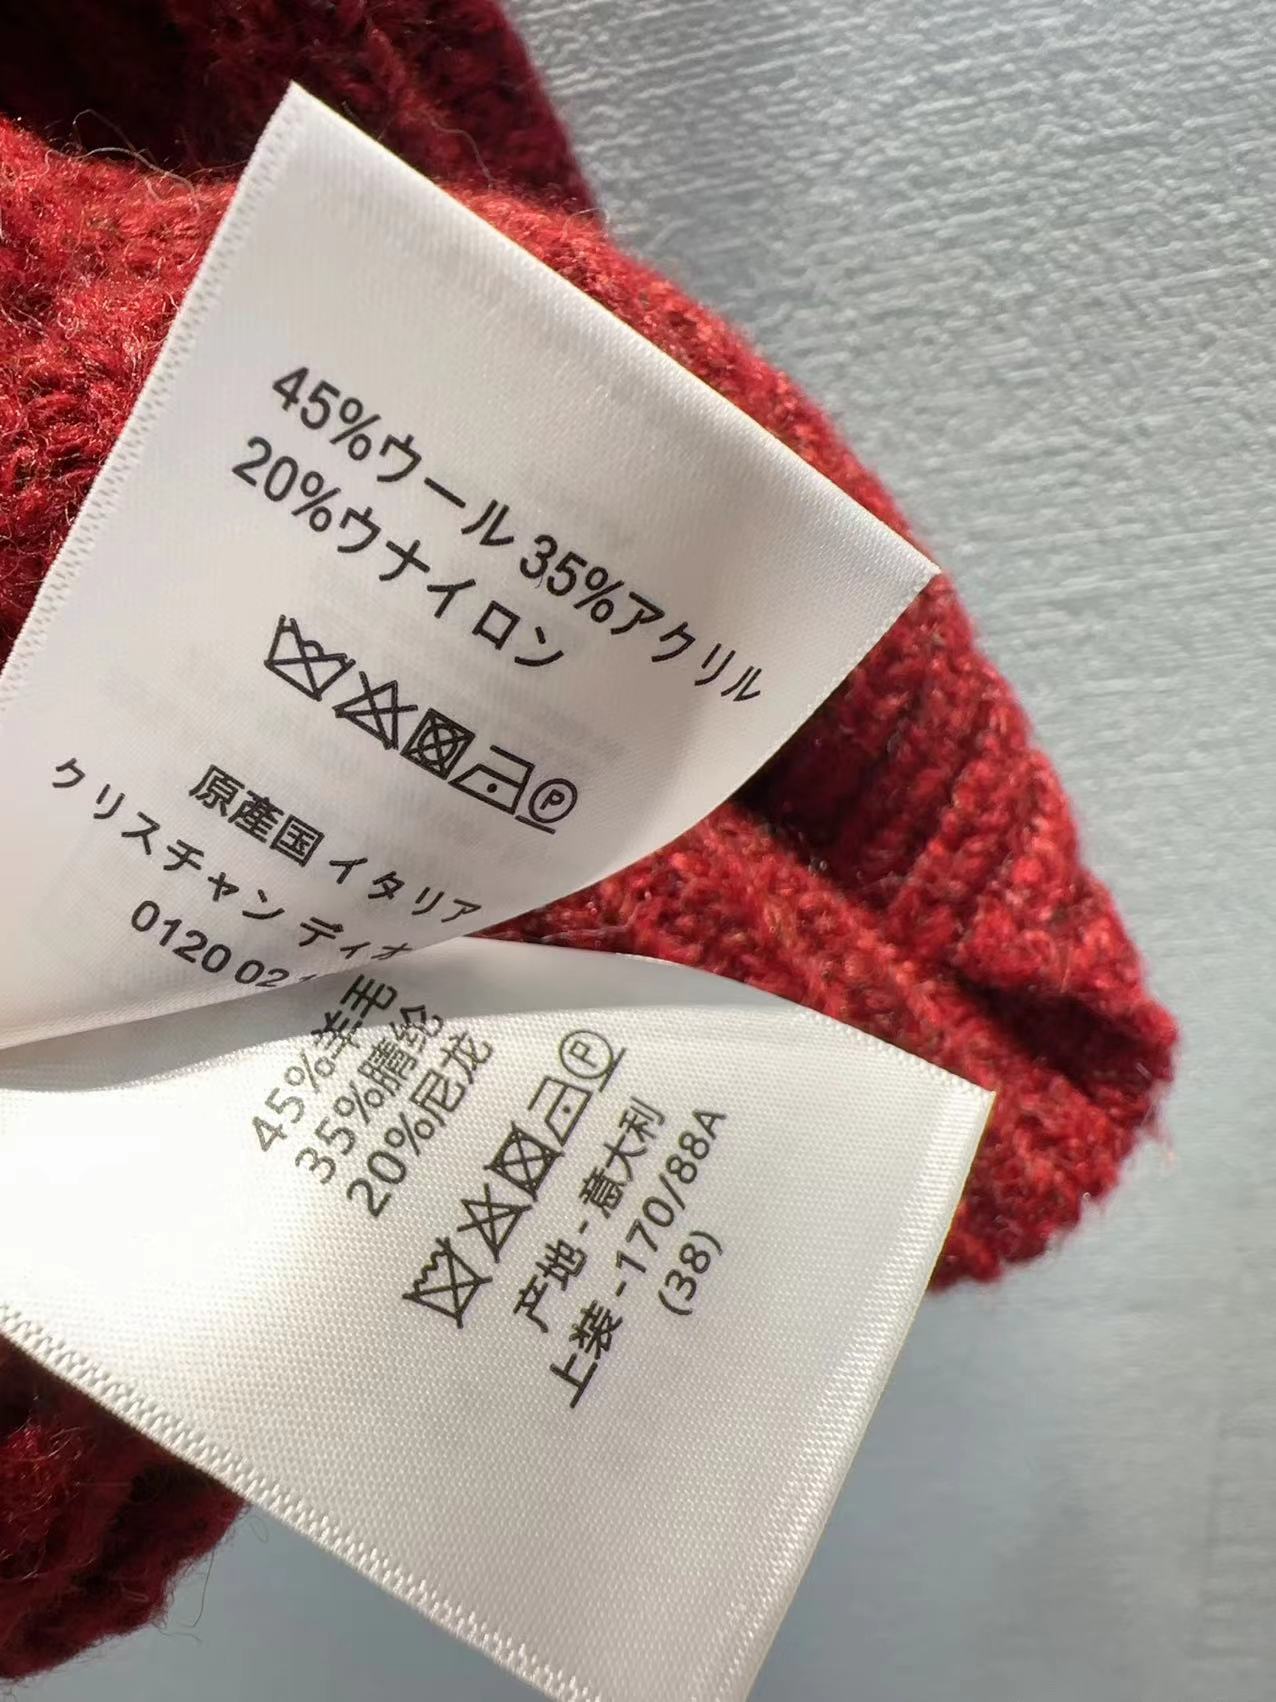 45%ウール 35%アクリル
20%ウナイロン
P
原産国 イタリア
クリスチャン ディオ
0120 02
45%羊毛
35%腈纶
20%尼龙
P
产地 - 意大利
上装 -170/88A
(38)